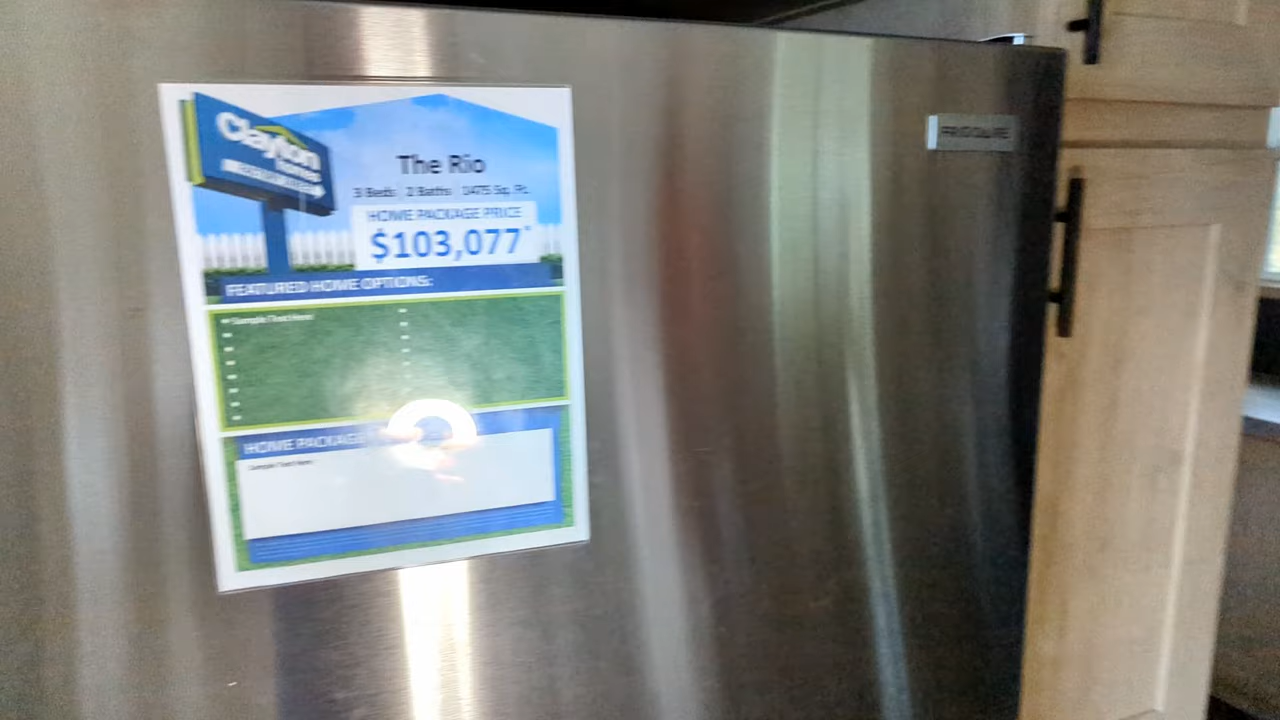 Clayton
The Rio
3 Beds 2 Baths 1475 Sq. Ft.
HOME PACKAGE PRICE
$103,077*
FEATURED HOME OPTIONS:
Sample Text Here
HOME PACKAGE
Sample Text Here
FRIGIDAIRE